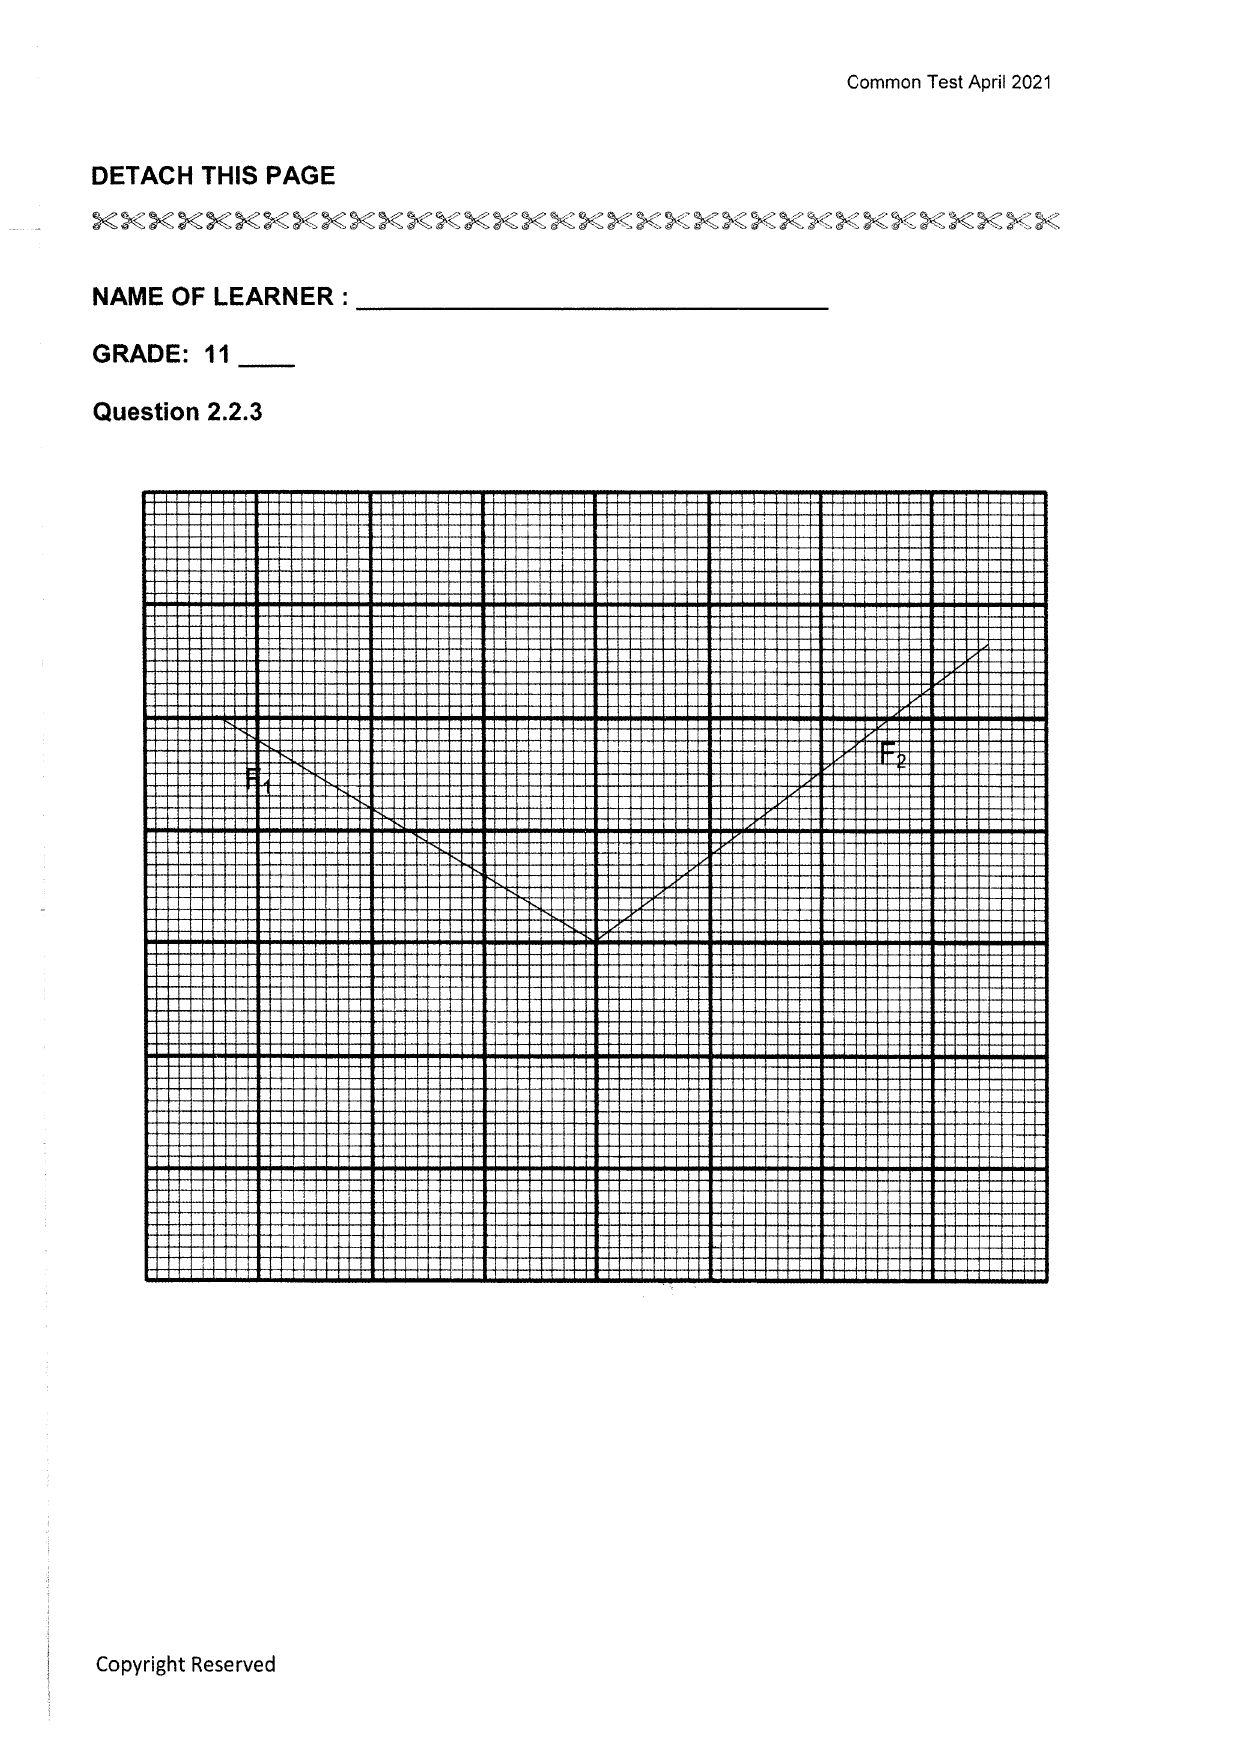 Common Test April 2021
DETACH THIS PAGE
NAME OF LEARNER :
GRADE: 11
Question 2.2.3
F₁
F₂
Copyright Reserved